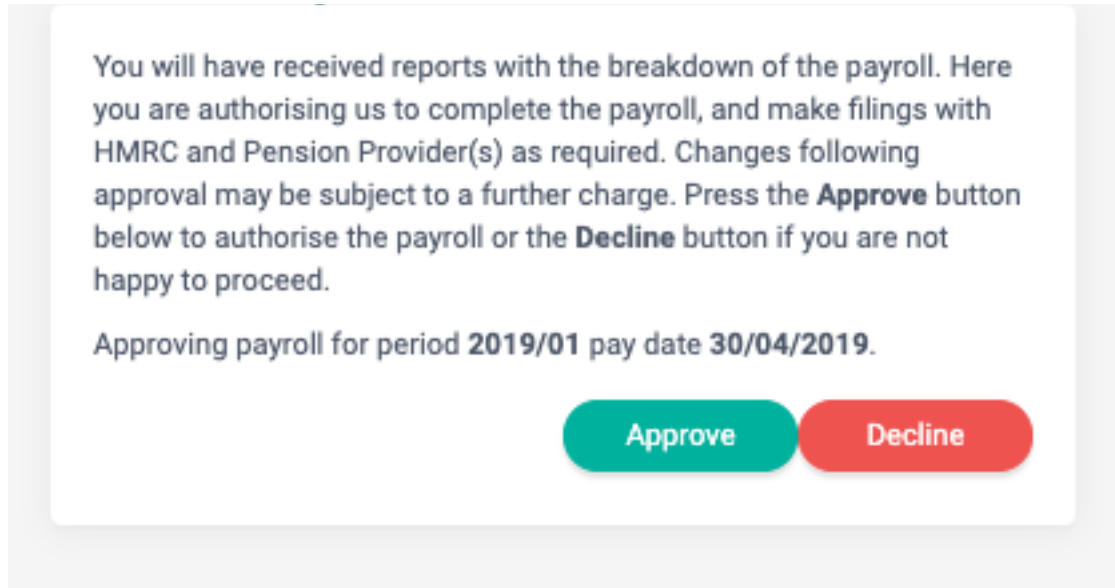 You will have received reports with the breakdown of the payroll. Here
you are authorising us to complete the payroll, and make filings with
HMRC and Pension Provider(s) as required. Changes following
approval may be subject to a further charge. Press the Approve button
below to authorise the payroll or the Decline button if you are not
happy to proceed.
Approving payroll for period 2019/01 pay date 30/04/2019.
Approve Decline